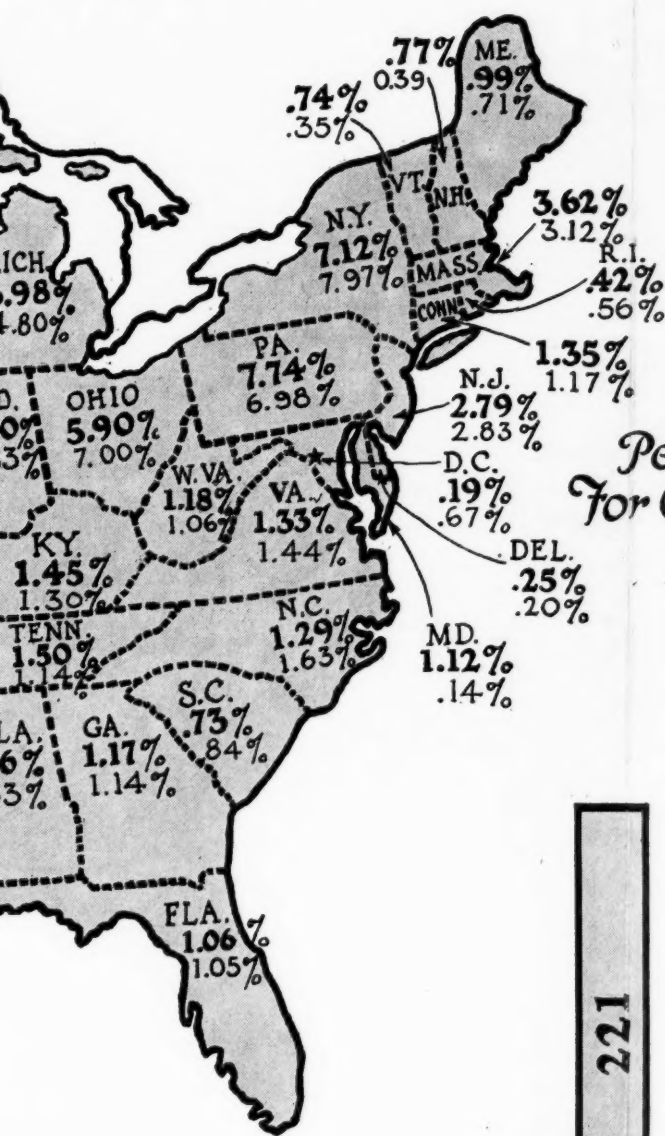 .77%
0.39
ME.
.99%
.71%
.74%
.35%
VT.
N.H.
N.Y.
7.12%
7.97%
3.62%
3.12%
MASS.
R.I.
.42%
.56%
CONN.
1.35%
1.17%
.98%
.80%
PA.
7.74%
6.98%
N.J.
2.79%
2.83%
OHIO
5.90%
7.00%
D.C.
.19%
.67%
W.VA.
1.18%
1.06%
VA.
1.33%
1.44%
For
DEL.
.25%
.20%
KY.
1.45%
1.30%
MD.
1.12%
.14%
TENN.
1.50%
1.14%
N.C.
1.29%
1.63%
S.C.
.73%
.84%
GA.
1.17%
1.14%
FLA.
1.06%
1.05%
221